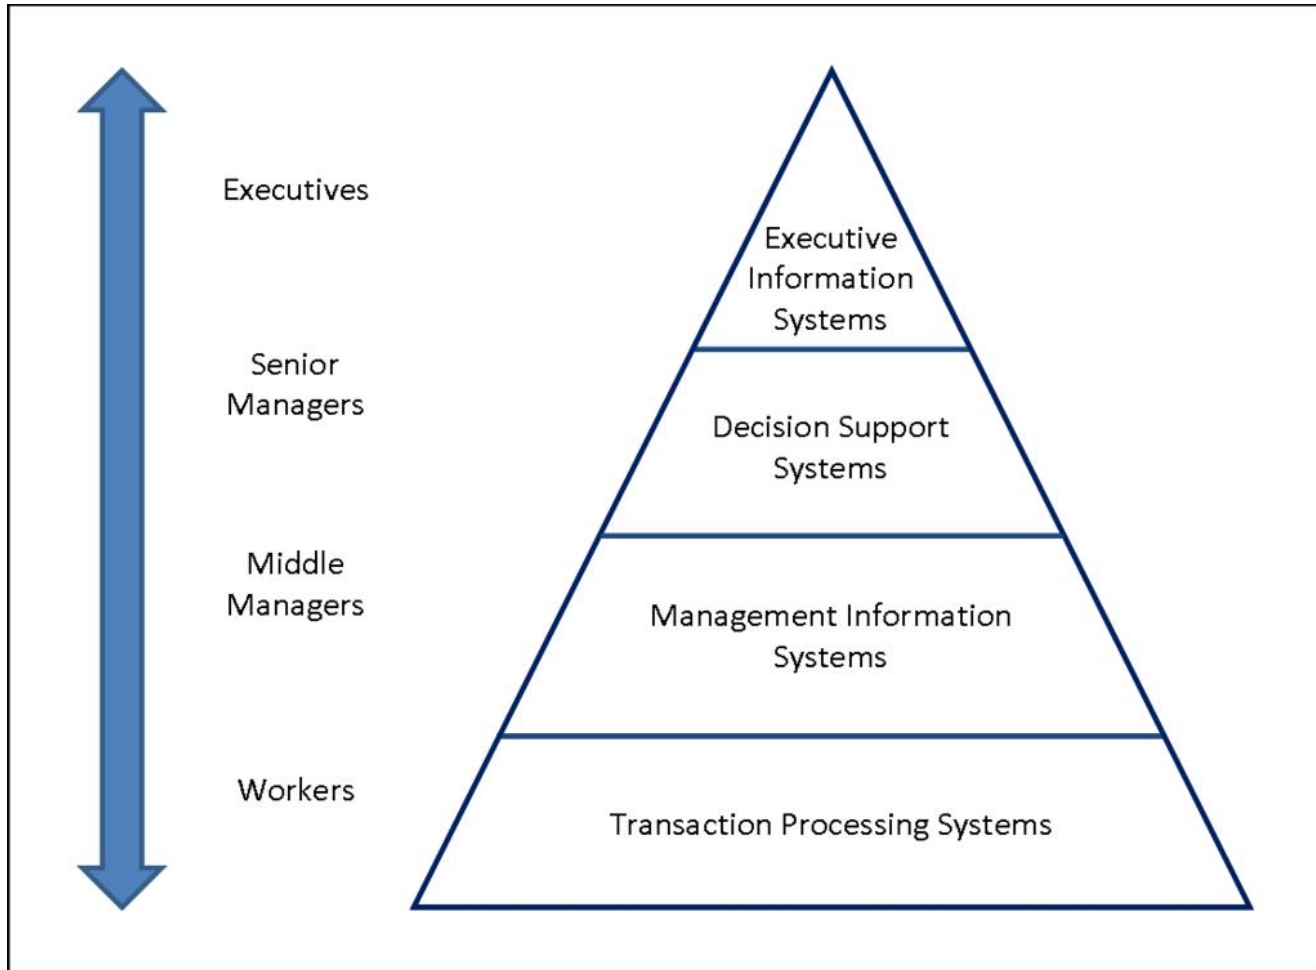 Executives
Executive
Information
Systems
Senior
Managers
Decision Support
Systems
Middle
Managers
Management Information
Systems
Workers
Transaction Processing Systems